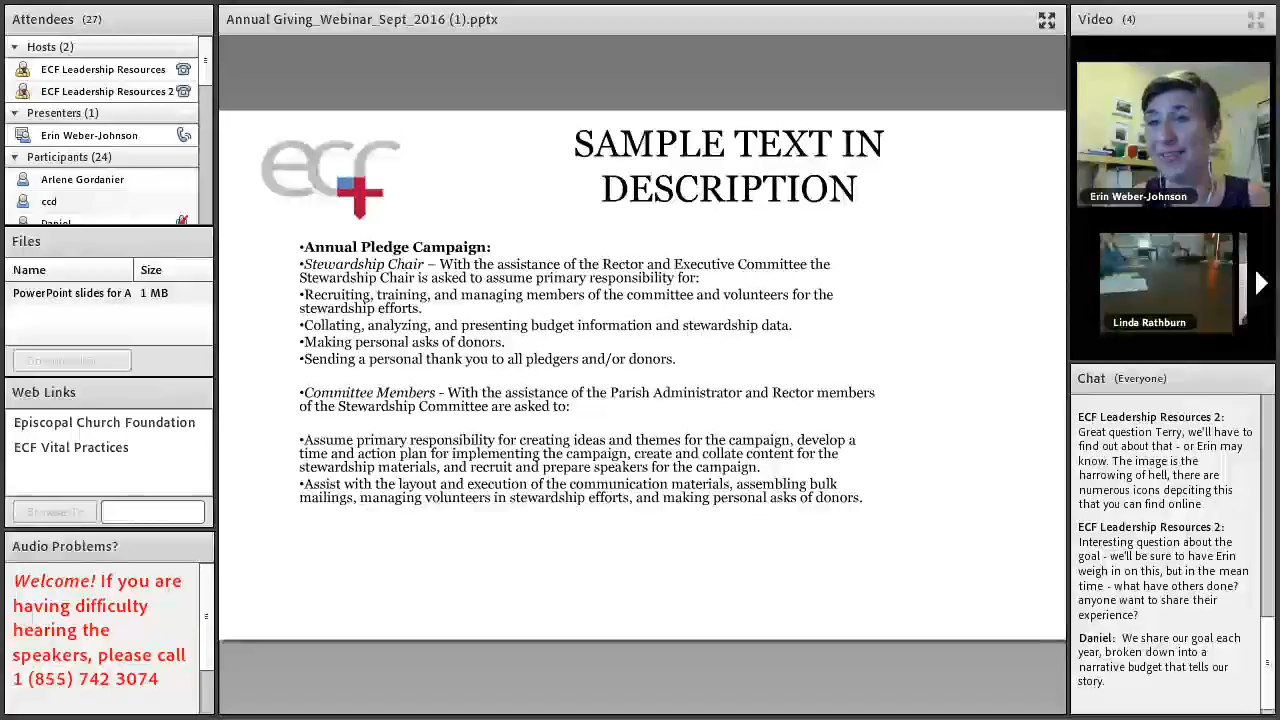 Attendees (27)
Hosts (2)
ECF Leadership Resources
ECF Leadership Resources 2
Presenters (1)
Erin Weber-Johnson
Participants (24)
Arlene Gordanier
ccd
Daniel
Files
Name Size
PowerPoint slides for A 1 MB
Web Links
Episcopal Church Foundation
ECF Vital Practices
Browse To
Audio Problems?
Welcome! If you are
having difficulty
hearing the
speakers, please call
1 (855) 742 3074
Annual Giving_Webinar_Sept_2016 (1).pptx
ecf
SAMPLE TEXT IN
DESCRIPTION
•Annual Pledge Campaign:
•Stewardship Chair – With the assistance of the Rector and Executive Committee the
Stewardship Chair is asked to assume primary responsibility for:
•Recruiting, training, and managing members of the committee and volunteers for the
stewardship efforts.
•Collating, analyzing, and presenting budget information and stewardship data.
•Making personal asks of donors.
•Sending a personal thank you to all pledgers and/or donors.
•Committee Members - With the assistance of the Parish Administrator and Rector members
of the Stewardship Committee are asked to:
•Assume primary responsibility for creating ideas and themes for the campaign, develop a
time and action plan for implementing the campaign, create and collate content for the
stewardship materials, and recruit and prepare speakers for the campaign.
•Assist with the layout and execution of the communication materials, assembling bulk
mailings, managing volunteers in stewardship efforts, and making personal asks of donors.
Video (4)
Erin Weber-Johnson
Linda Rathburn
Chat (Everyone)
ECF Leadership Resources 2:
Great question Terry, we'll have to
find out about that - or Erin may
know. The image is the
harrowing of hell, there are
numerous icons depciting this
that you can find online
ECF Leadership Resources 2:
Interesting question about the
goal - we'll be sure to have Erin
weigh in on this, but in the mean
time - what have others done?
anyone want to share their
experience?
Daniel: We share our goal each
year, broken down into a
narrative budget that tells our
story.